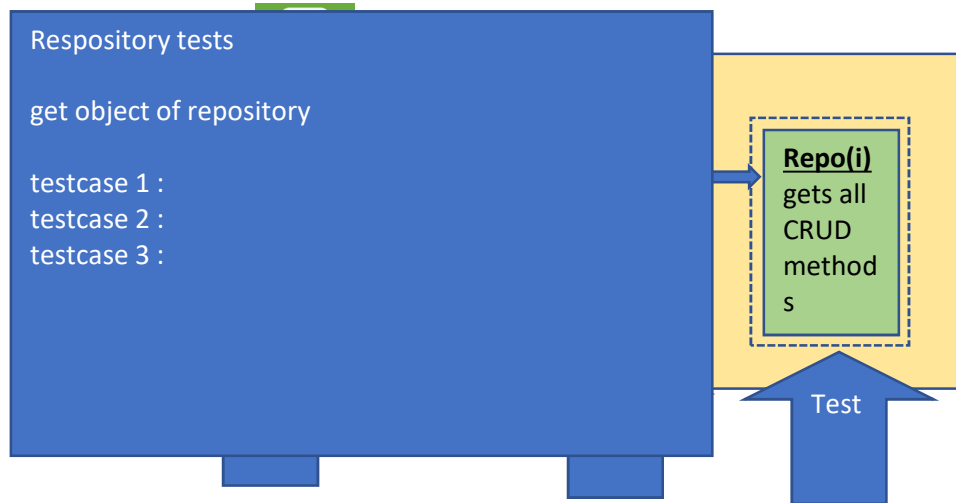 Respository tests
get object of repository
testcase 1 :
testcase 2 :
testcase 3 :
Repo(i)
gets all
CRUD
method
s
Test